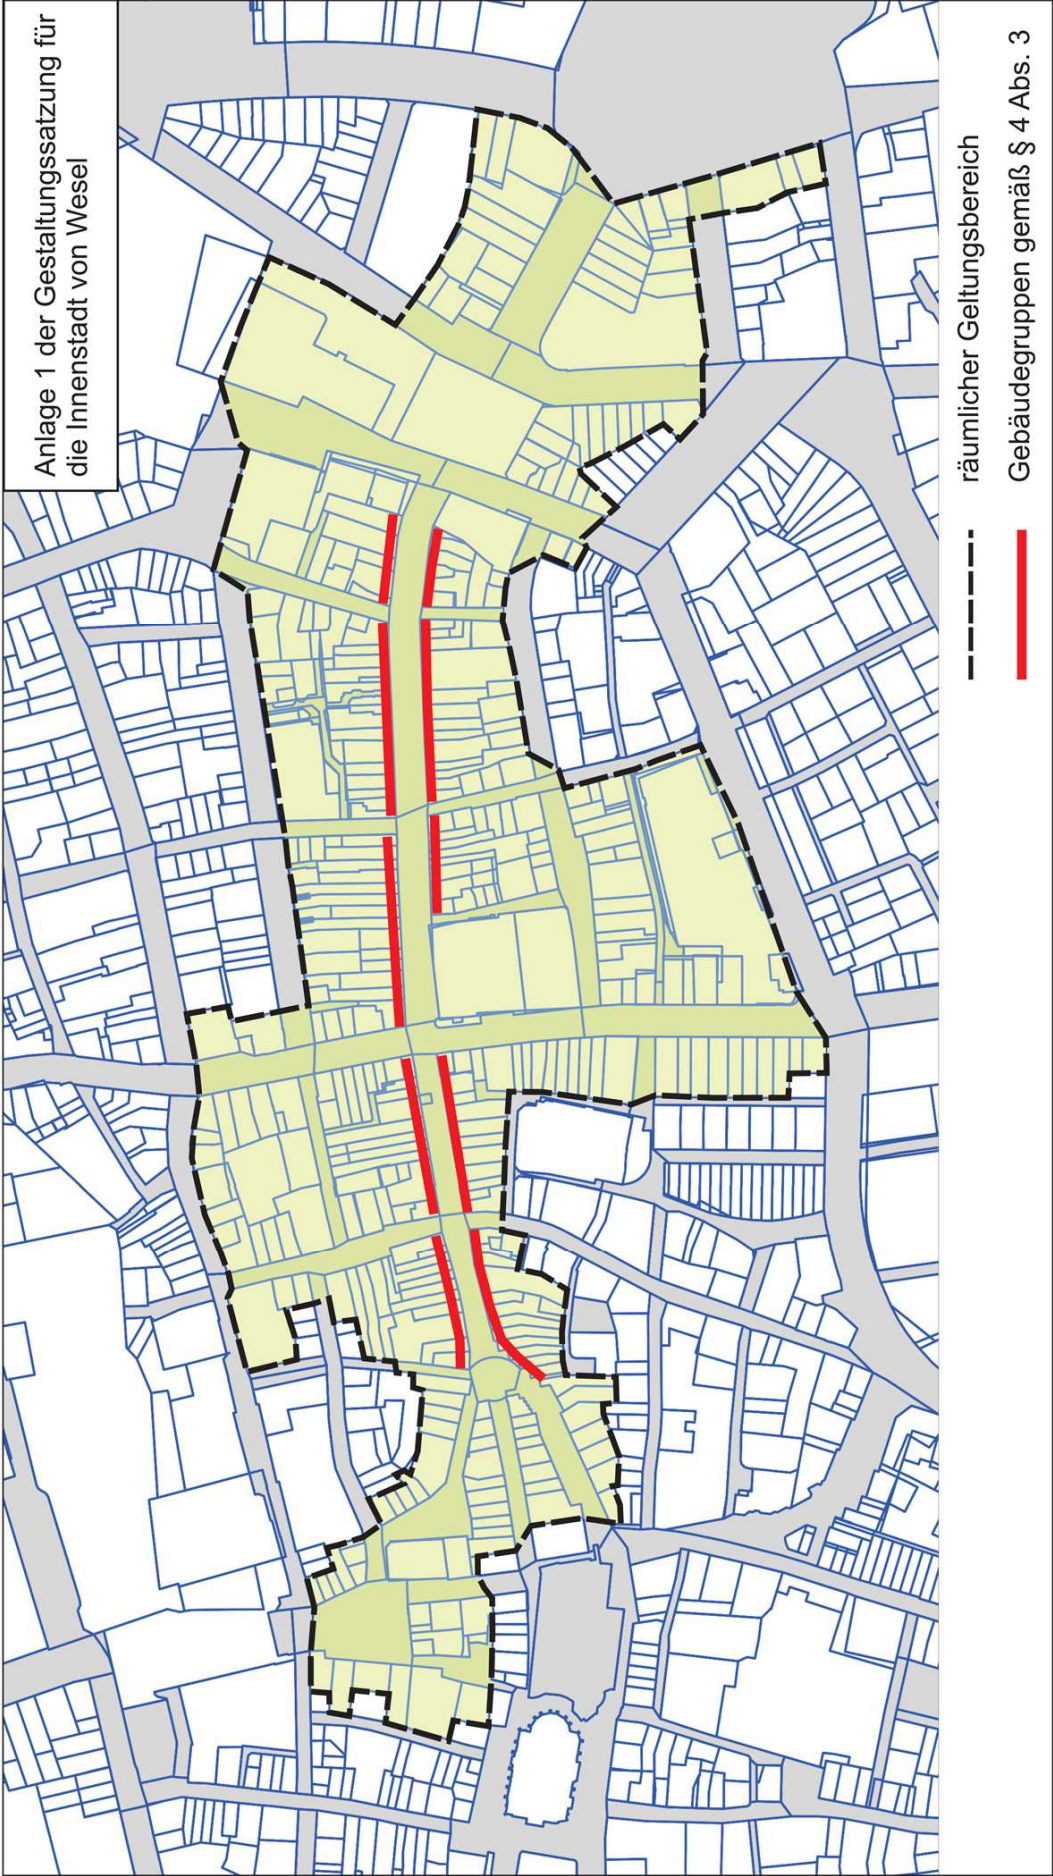 Anlage 1 der Gestaltungssatzung für
die Innenstadt von Wesel
räumlicher Geltungsbereich
Gebäudegruppen gemäß § 4 Abs. 3